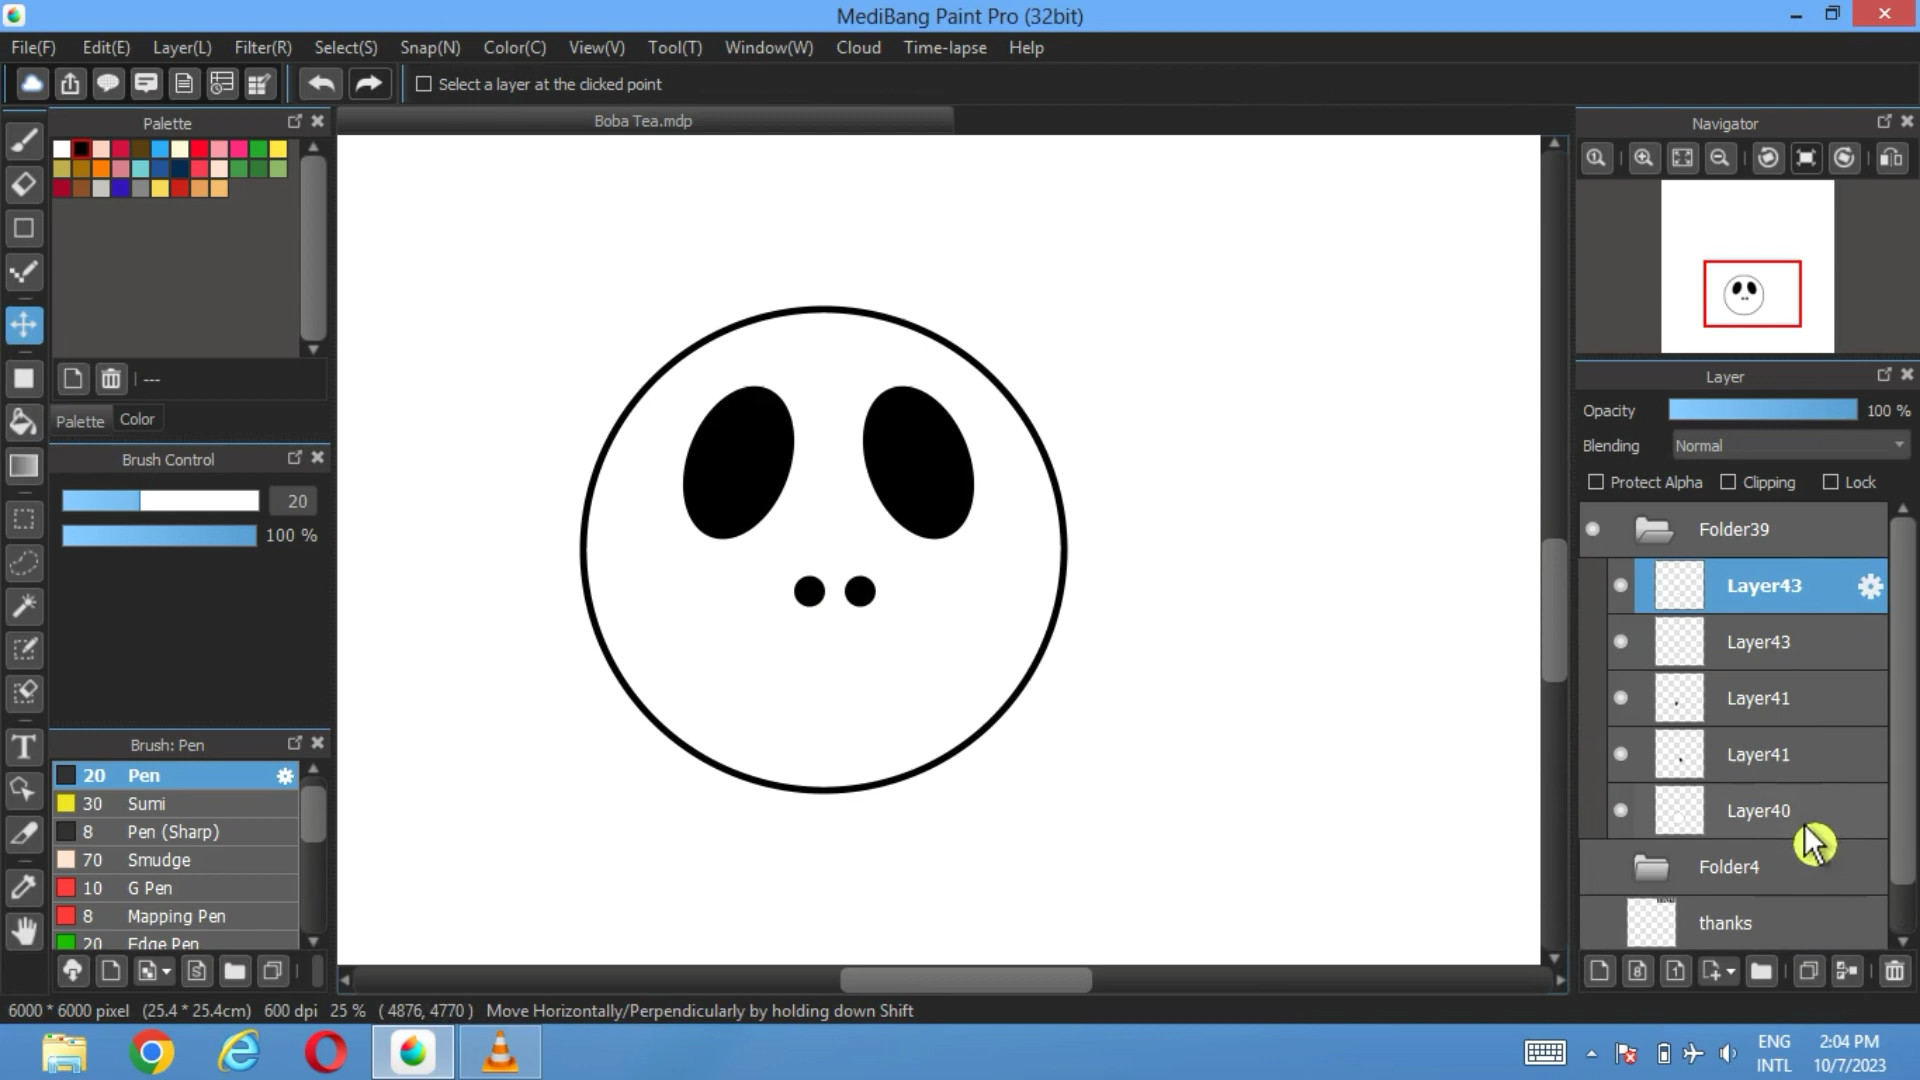 MediBang Paint Pro (32bit)
File(F) Edit(E) Layer(L) Filter(R) Select(S) Snap(N) Color(C) View(V) Tool(T) Window(W) Cloud Time-lapse Help
Select a layer at the clicked point
Palette
Boba Tea.mdp
Navigator
---
Palette Color
Brush Control
20
100 %
Brush: Pen
20 Pen
30 Sumi
8 Pen (Sharp)
70 Smudge
10 G Pen
8 Mapping Pen
20 Edge Pen
Layer
Opacity 100 %
Blending Normal
Protect Alpha Clipping Lock
Folder39
Layer43
Layer43
Layer41
Layer41
Layer40
Folder4
thanks
6000 * 6000 pixel (25.4 * 25.4cm) 600 dpi 25 % ( 4876, 4770 ) Move Horizontally/Perpendicularly by holding down Shift
ENG 2:04 PM
INTL 10/7/2023